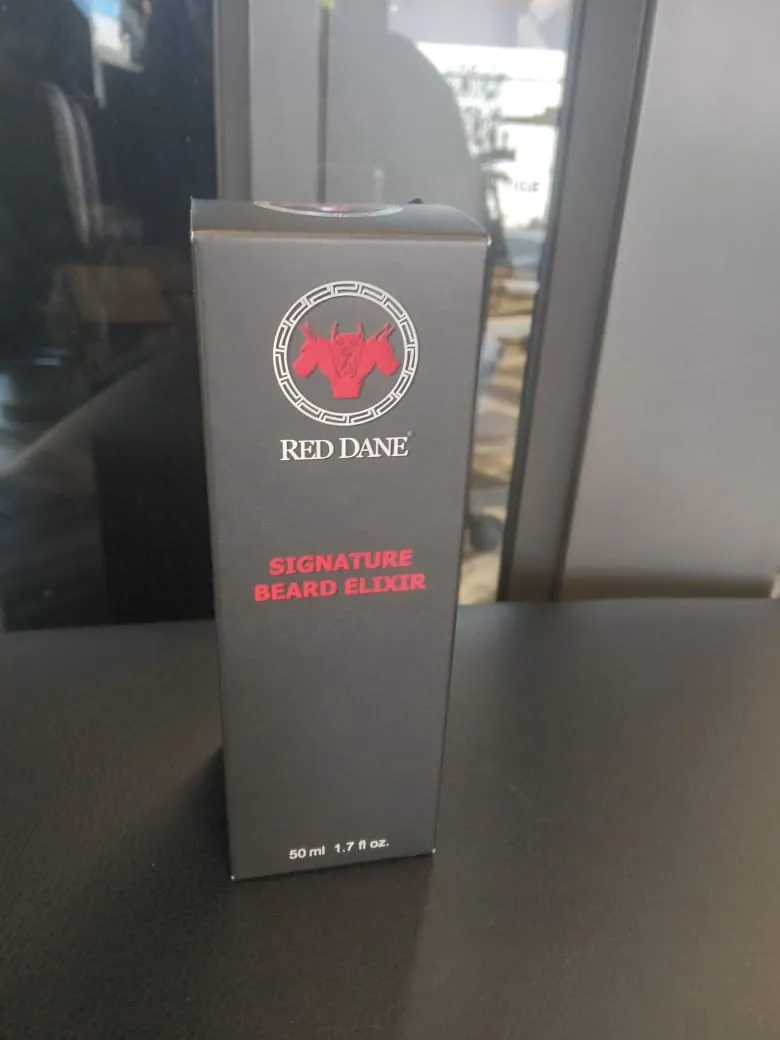 RED DANE®
SIGNATURE
BEARD ELIXIR
50 ml 1.7 fl oz.